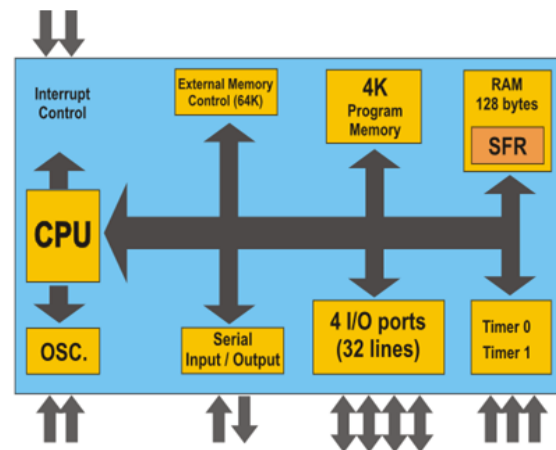 Interrupt
Control
External Memory
Control (64K)
4K
Program
Memory
RAM
128 bytes
SFR
CPU
OSC.
Serial
Input / Output
4 I/O ports
(32 lines)
Timer 0
Timer 1